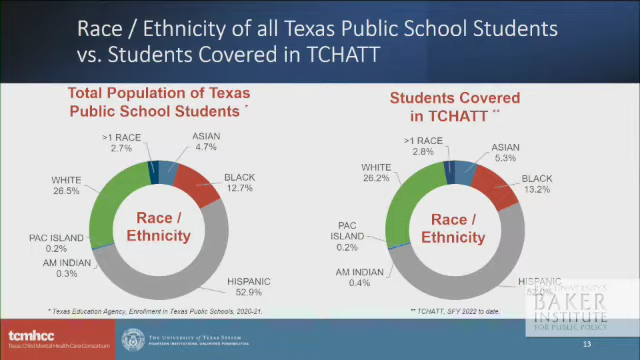 Race / Ethnicity of all Texas Public School Students
vs. Students Covered in TCHATT
Total Population of Texas
Public School Students *
>1 RACE
2.7%
ASIAN
4.7%
WHITE
26.5%
BLACK
12.7%
Race /
Ethnicity
PAC ISLAND
0.2%
AM INDIAN
0.3%
HISPANIC
52.9%
* Texas Education Agency, Enrollment in Texas Public Schools, 2020-21.
Students Covered
in TCHATT **
>1 RACE
2.8%
ASIAN
5.3%
WHITE
26.2%
BLACK
13.2%
Race /
Ethnicity
PAC
ISLAND
0.2%
AM INDIAN
0.4%
HISPANIC
** TCHATT, SFY 2022 to date.
UNIVERSITY'S
BAKER
INSTITUTE
FOR PUBLIC POLICY
tcmhcc
Texas Child Mental Health Care Consortium
THE UNIVERSITY of TEXAS SYSTEM
FOURTEEN INSTITUTIONS. UNLIMITED POSSIBILITIES.
13